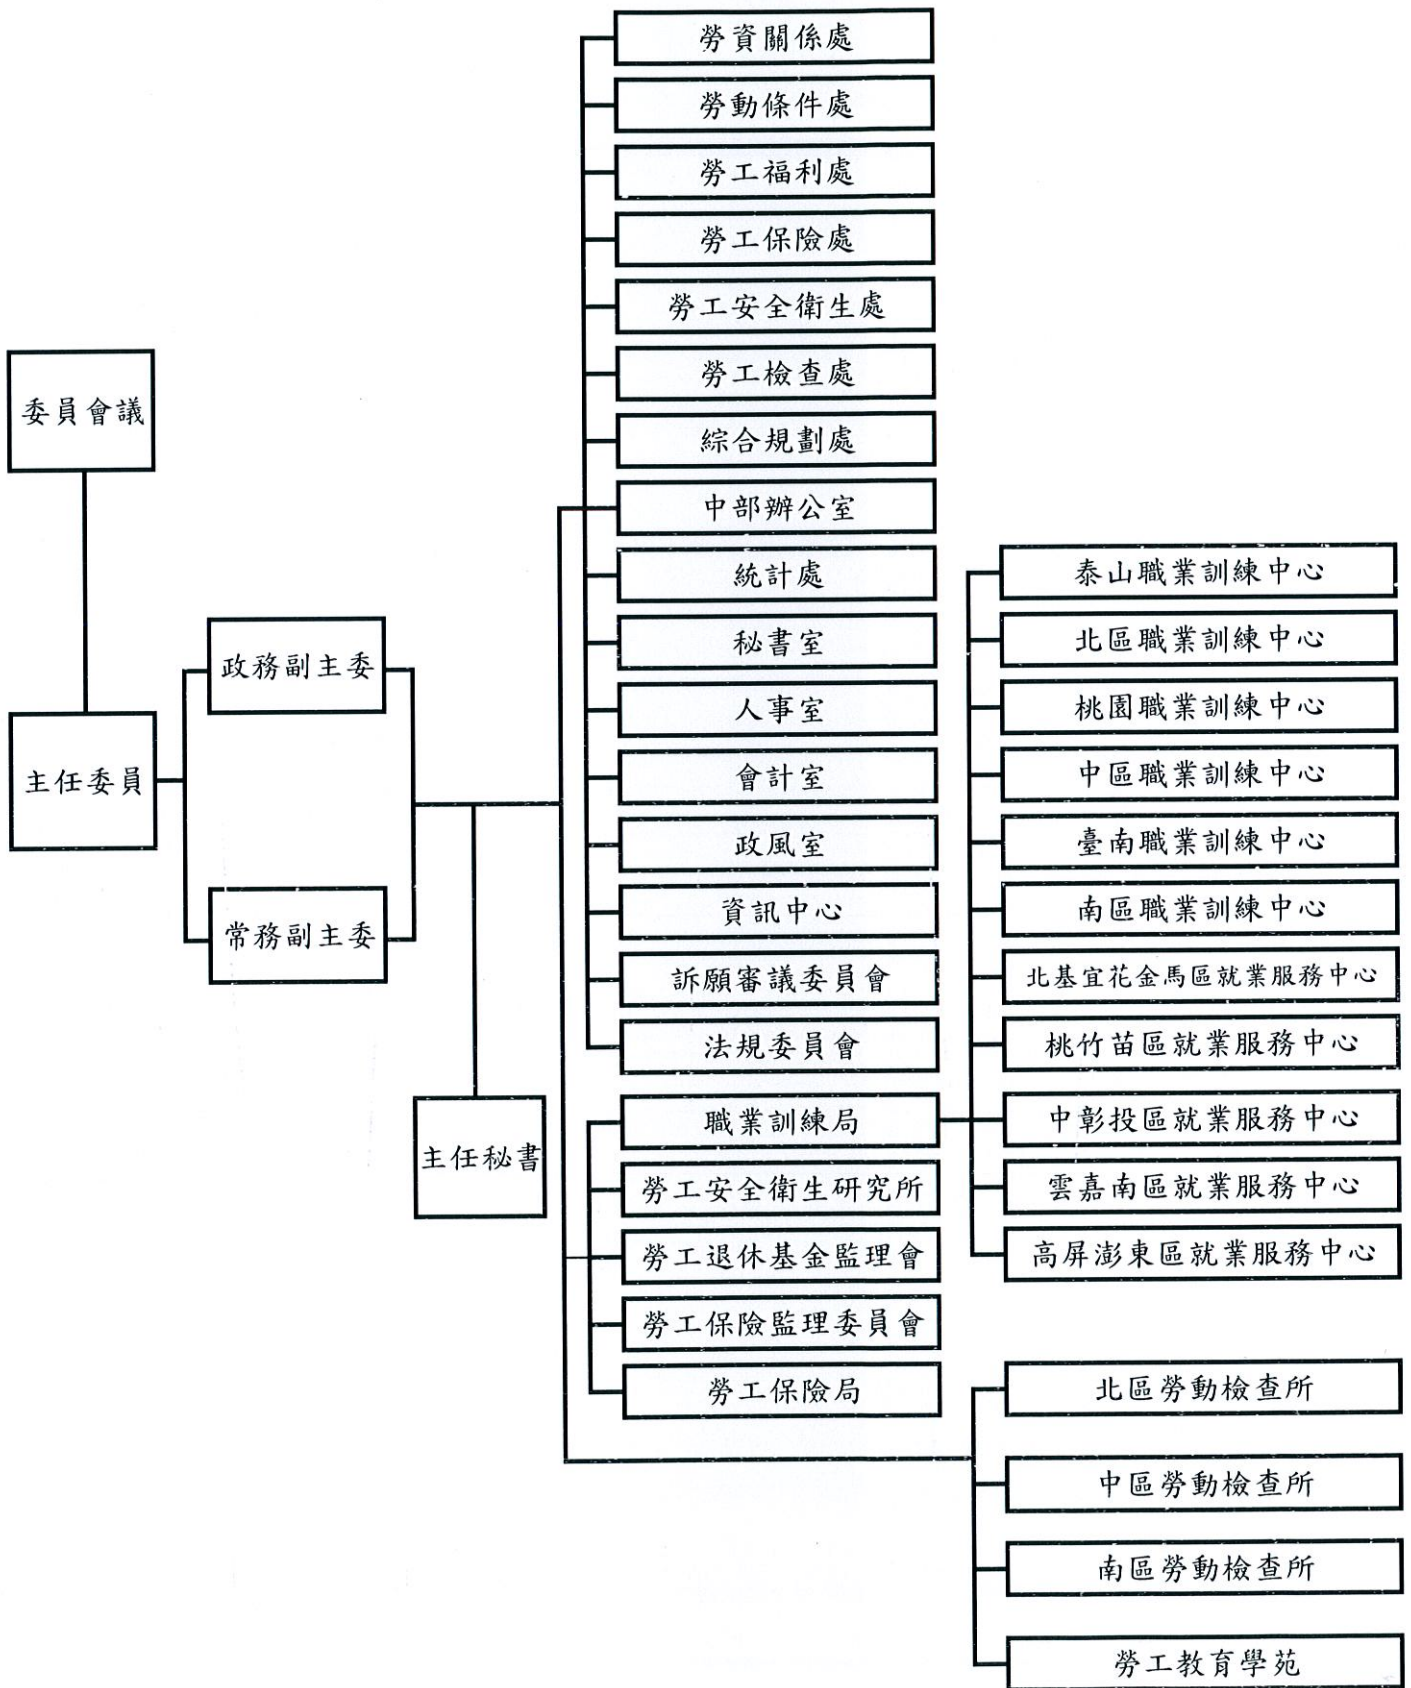 委員會議
主任委員
政務副主委
常務副主委
主任秘書
勞資關係處
勞動條件處
勞工福利處
勞工保險處
勞工安全衛生處
勞工檢查處
綜合規劃處
中部辦公室
統計處
秘書室
人事室
會計室
政風室
資訊中心
訴願審議委員會
法規委員會
職業訓練局
勞工安全衛生研究所
勞工退休基金監理會
勞工保險監理委員會
勞工保險局
泰山職業訓練中心
北區職業訓練中心
桃園職業訓練中心
中區職業訓練中心
臺南職業訓練中心
南區職業訓練中心
北基宜花金馬區就業服務中心
桃竹苗區就業服務中心
中彰投區就業服務中心
雲嘉南區就業服務中心
高屏澎東區就業服務中心
北區勞動檢查所
中區勞動檢查所
南區勞動檢查所
勞工教育學苑